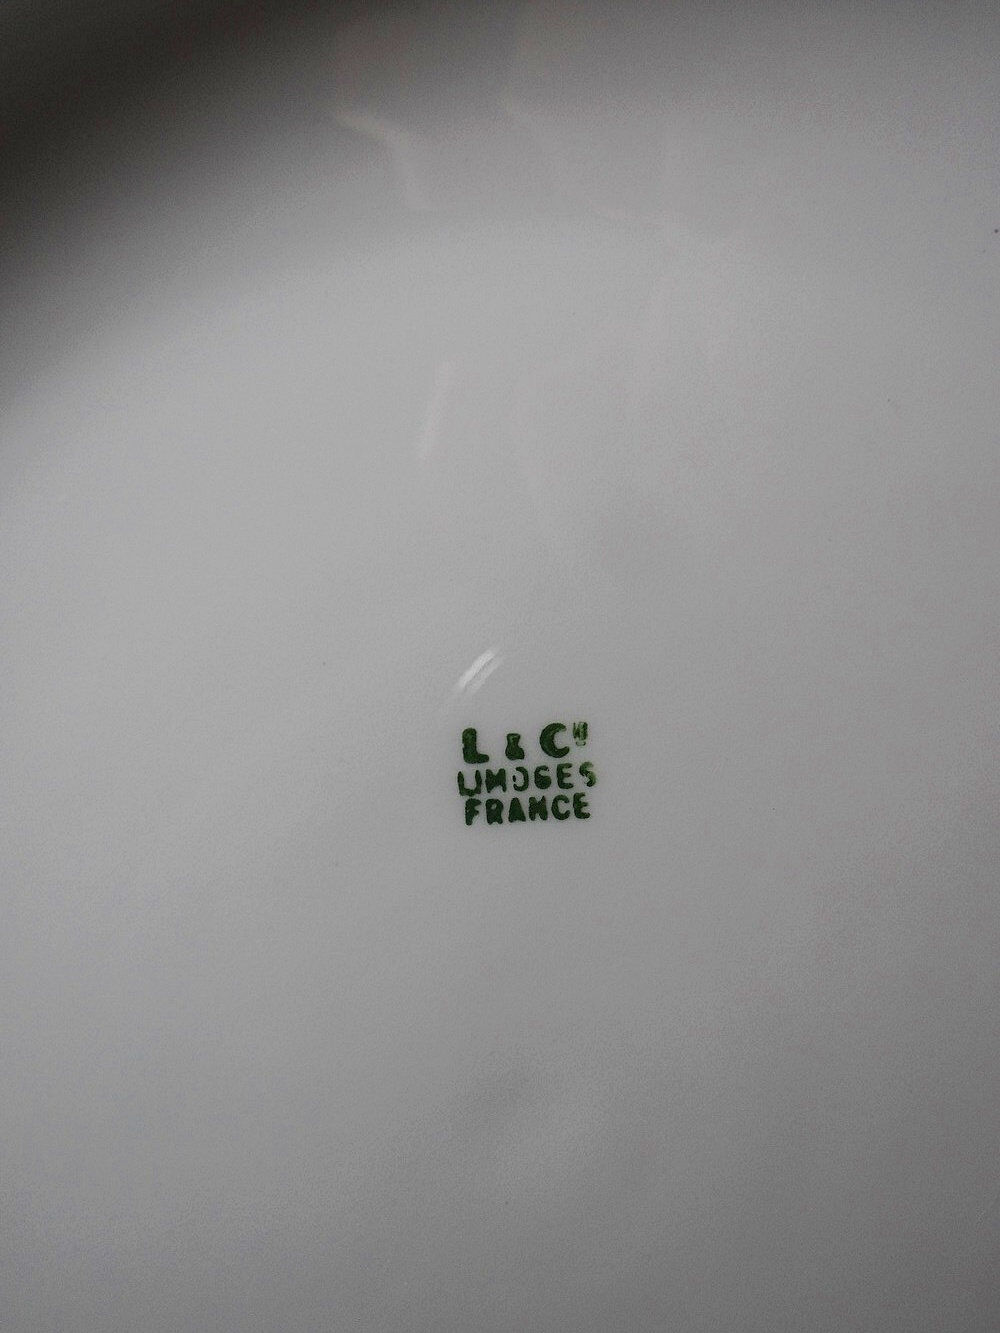 L & Cie
LIMOGES
FRANCE